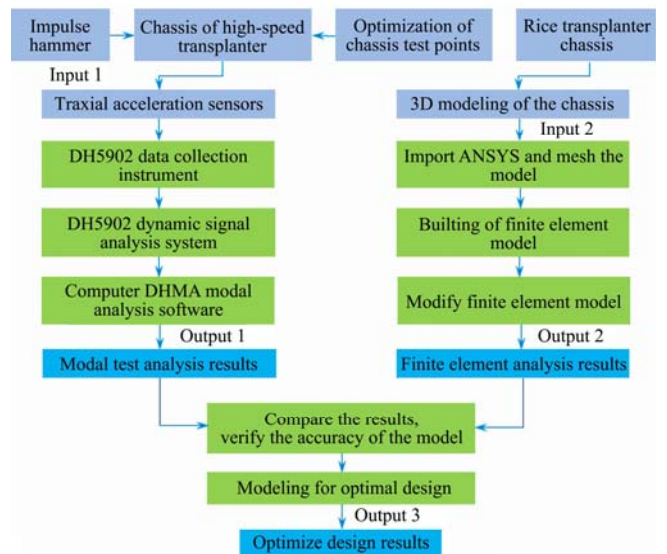 Impulse
hammer
Chassis of high-speed
transplanter
Optimization of
chassis test points
Rice transplanter
chassis
Input 1
Traxial acceleration sensors
3D modeling of the chassis
Input 2
DH5902 data collection
instrument
Import ANSYS and mesh the
model
DH5902 dynamic signal
analysis system
Builting of finite element
model
Computer DHMA modal
analysis software
Modify finite element model
Output 1
Output 2
Modal test analysis results
Finite element analysis results
Compare the results,
verify the accuracy of the model
Modeling for optimal design
Output 3
Optimize design results